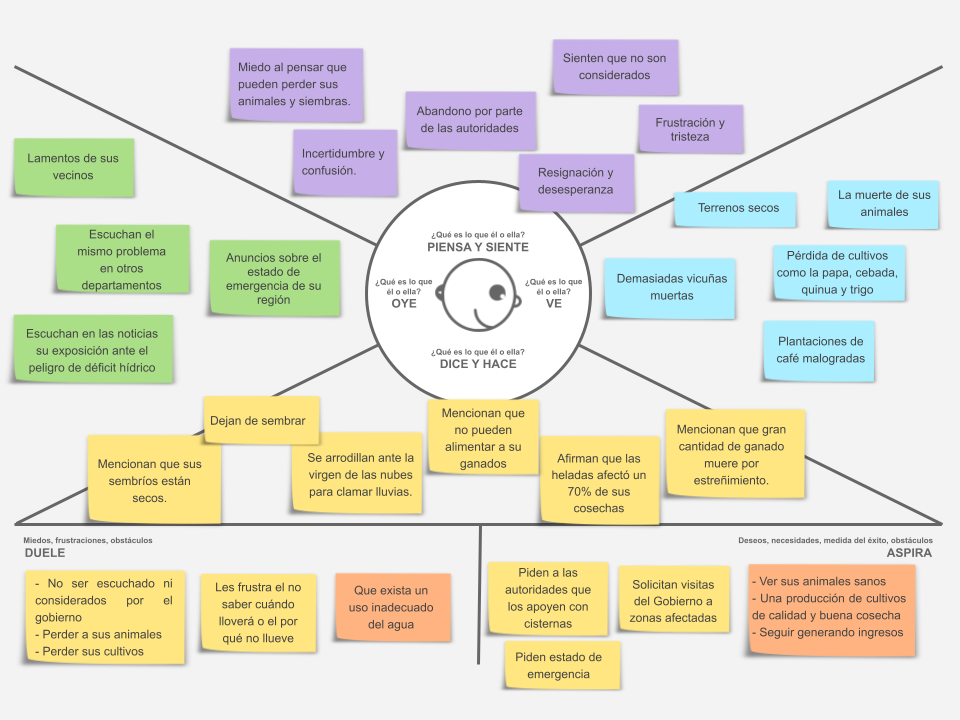 Miedo al pensar que
pueden perder sus
animales y siembras.
Sienten que no son
considerados
Abandono por parte
de las autoridades
Frustración y
tristeza
Incertidumbre y
confusión.
Resignación y
desesperanza
Lamentos de sus
vecinos
Escuchan el
mismo problema
en otros
departamentos
Anuncios sobre el
estado de
emergencia de su
región
Escuchan en las noticias
su exposición ante el
peligro de déficit hídrico
¿Qué es lo que él o ella?
PIENSA Y SIENTE
¿Qué es lo que
él o ella?
OYE
¿Qué es lo que
él o ella?
VE
¿Qué es lo que él o ella?
DICE Y HACE
Terrenos secos
La muerte de sus
animales
Demasiadas vicuñas
muertas
Pérdida de cultivos
como la papa, cebada,
quinua y trigo
Plantaciones de
café malogradas
Dejan de sembrar
Mencionan que sus
sembríos están
secos.
Se arrodillan ante la
virgen de las nubes
para clamar lluvias.
Mencionan que
no pueden
alimentar a su
ganados
Afirman que las
heladas afectó un
70% de sus
cosechas
Mencionan que gran
cantidad de ganado
muere por
estreñimiento.
Miedos, frustraciones, obstáculos
DUELE
- No ser escuchado ni
considerados por el
gobierno
- Perder a sus animales
- Perder sus cultivos
Les frustra el no
saber cuándo
lloverá o el por
qué no llueve
Que exista un
uso inadecuado
del agua
Deseos, necesidades, medida del éxito, obstáculos
ASPIRA
Piden a las
autoridades que
los apoyen con
cisternas
Solicitan visitas
del Gobierno a
zonas afectadas
- Ver sus animales sanos
- Una producción de cultivos
de calidad y buena cosecha
- Seguir generando ingresos
Piden estado de
emergencia